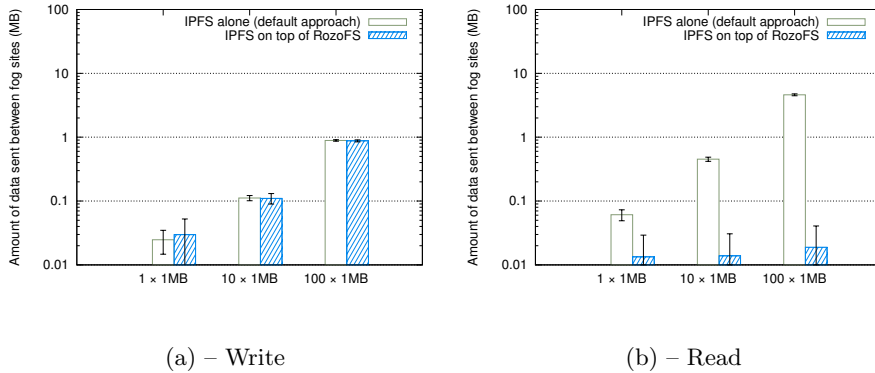 Amount of data sent between fog sites (MB)
100
10
1
0.1
0.01
IPFS alone (default approach)
IPFS on top of RozoFS
1 × 1MB
10 × 1MB
100 × 1MB
(a) – Write
Amount of data sent between fog sites (MB)
100
10
1
0.1
0.01
IPFS alone (default approach)
IPFS on top of RozoFS
1 × 1MB
10 × 1MB
100 × 1MB
(b) – Read